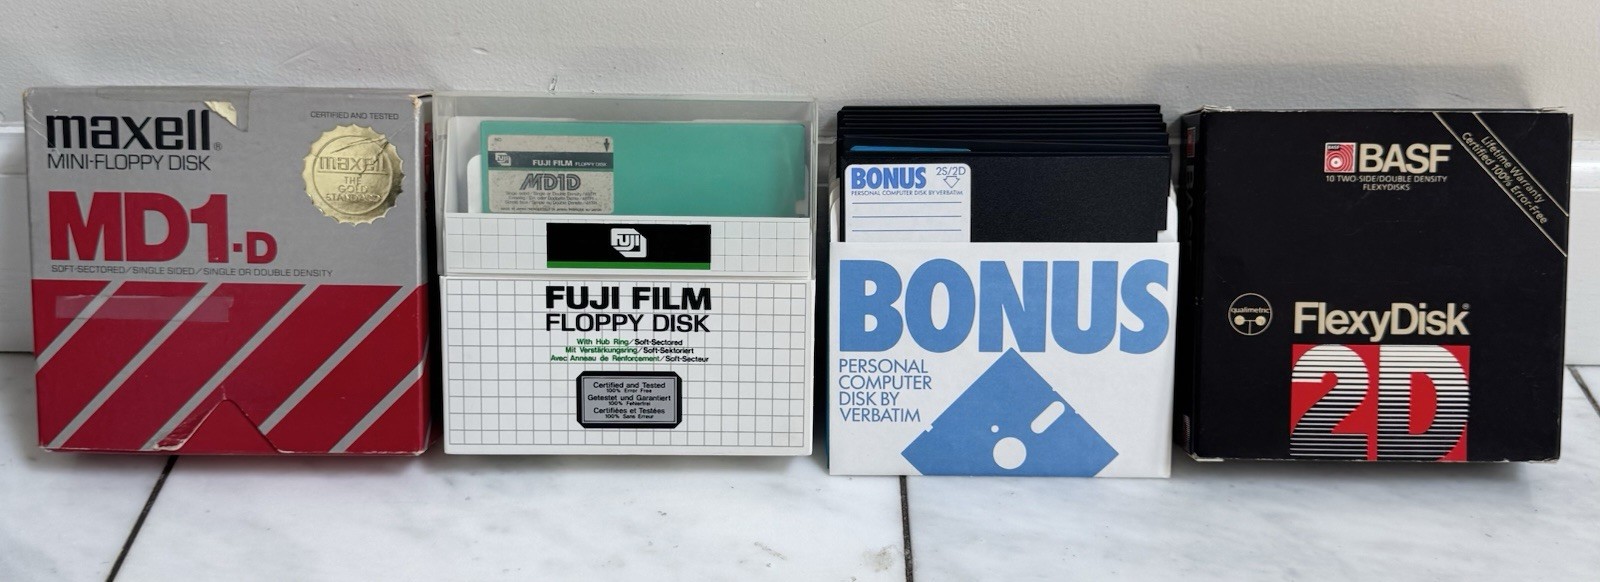 maxell®
MINI-FLOPPY DISK
CERTIFIED AND TESTED
maxell
THE
GOLD
STANDARD
MD1-D
SOFT-SECTORED/SINGLE SIDED/SINGLE OR DOUBLE DENSITY
FUJI FILM FLOPPY DISK
MD1D
FUJI
FUJI FILM
FLOPPY DISK
With Hub Ring/Soft-Sectored
Mit Verstärkungsring/Soft-Sektoriert
Avec Anneau de Renforcement/Soft-Secteur
Certified and Tested
100% Error Free
Getestet und Garantiert
100% Fehlerfrei
Certifiées et Testées
100% Sans Erreur
BONUS 2S/2D
PERSONAL COMPUTER DISK BY VERBATIM
BONUS
PERSONAL
COMPUTER
DISK BY
VERBATIM
BASF
BASF
10 TWO-SIDE/DOUBLE DENSITY
FLEXYDISKS
Lifetime Warranty
Certified 100% Error-Free
qualimetric
FlexyDisk®
2D